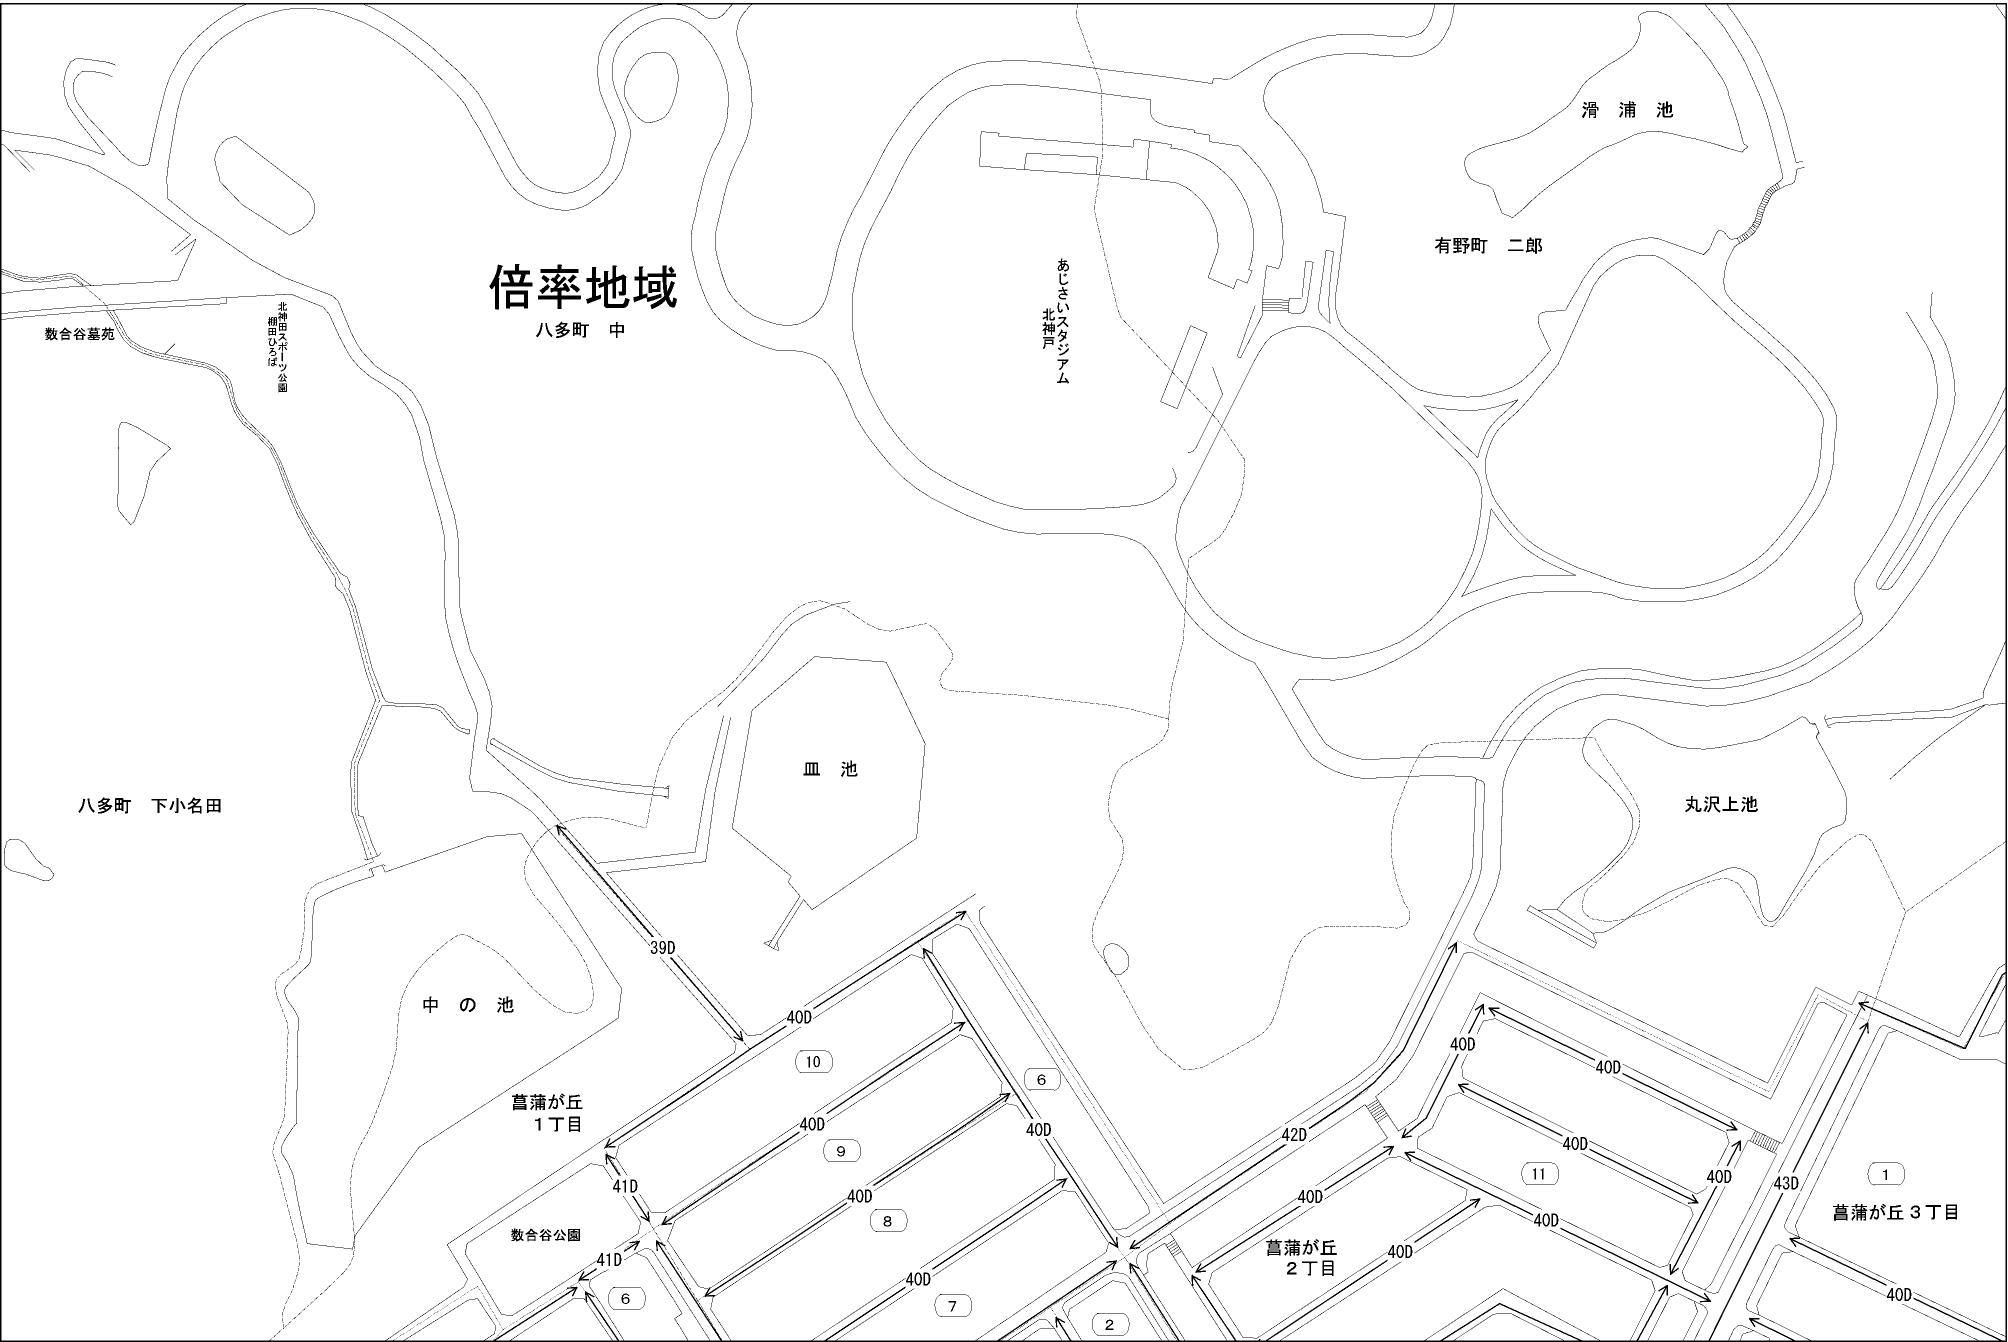 滑　浦　池
有野町　二郎
倍率地域
八多町　中
あじさいスタジアム
北神戸
北神田スポーツ公園
棚田ひろば
数合谷墓苑
皿　池
八多町　下小名田
丸沢上池
39D
中　の　池
40D
10
40D
40D
6
菖蒲が丘
1丁目
40D
9
40D
42D
40D
11
40D
43D
1
41D
40D
40D
菖蒲が丘3丁目
8
40D
数合谷公園
41D
菖蒲が丘
2丁目
40D
40D
6
7
2
40D